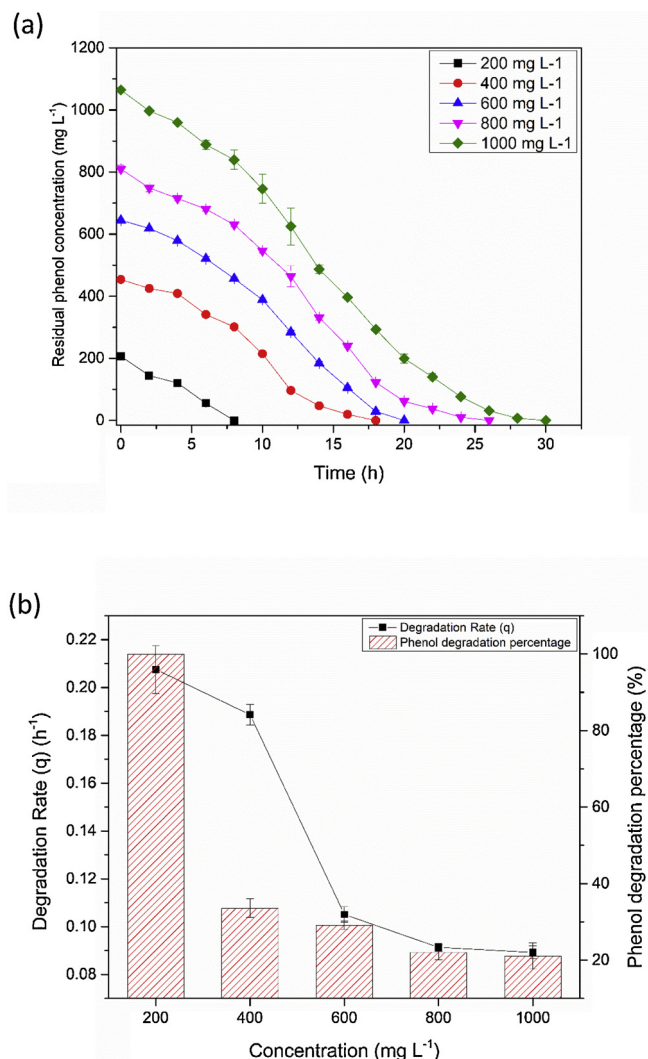 (a)
1200
1000
800
600
400
200
0
Residual phenol concentration (mg L⁻¹)
200 mg L-1
400 mg L-1
600 mg L-1
800 mg L-1
1000 mg L-1
0 5 10 15 20 25 30
Time (h)
(b)
Degradation Rate (q)
Phenol degradation percentage
0.22
0.20
0.18
0.16
0.14
0.12
0.10
0.08
Degradation Rate (q) (h⁻¹)
100
80
60
40
20
Phenol degradation percentage (%)
200 400 600 800 1000
Concentration (mg L⁻¹)